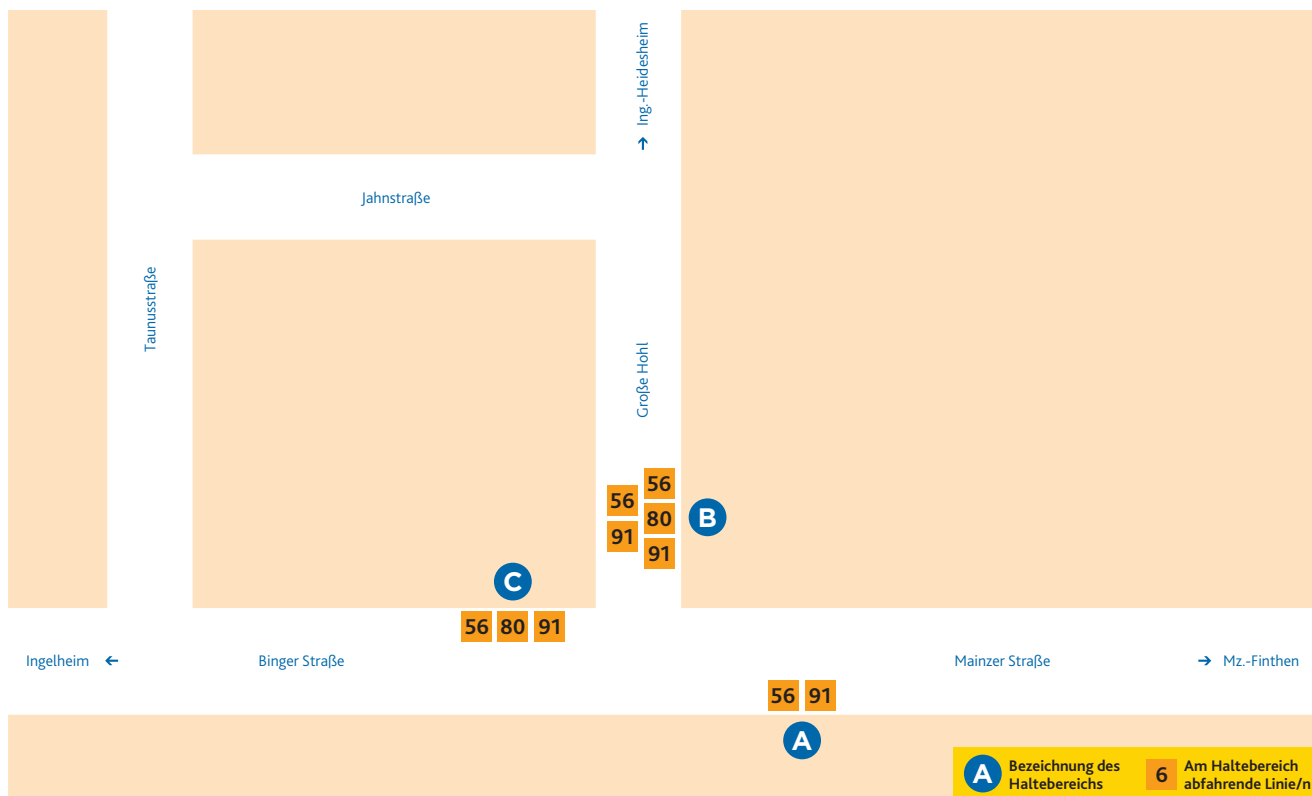 ↑ Ing.-Heidesheim
Jahnstraße
Taunusstraße
Große Hohl
56
80
91
56
91
B
C
56 80 91
Ingelheim ←
Binger Straße
Mainzer Straße
→ Mz.-Finthen
56 91
A
A
Bezeichnung des
Haltebereichs
6
Am Haltebereich
abfahrende Linie/n